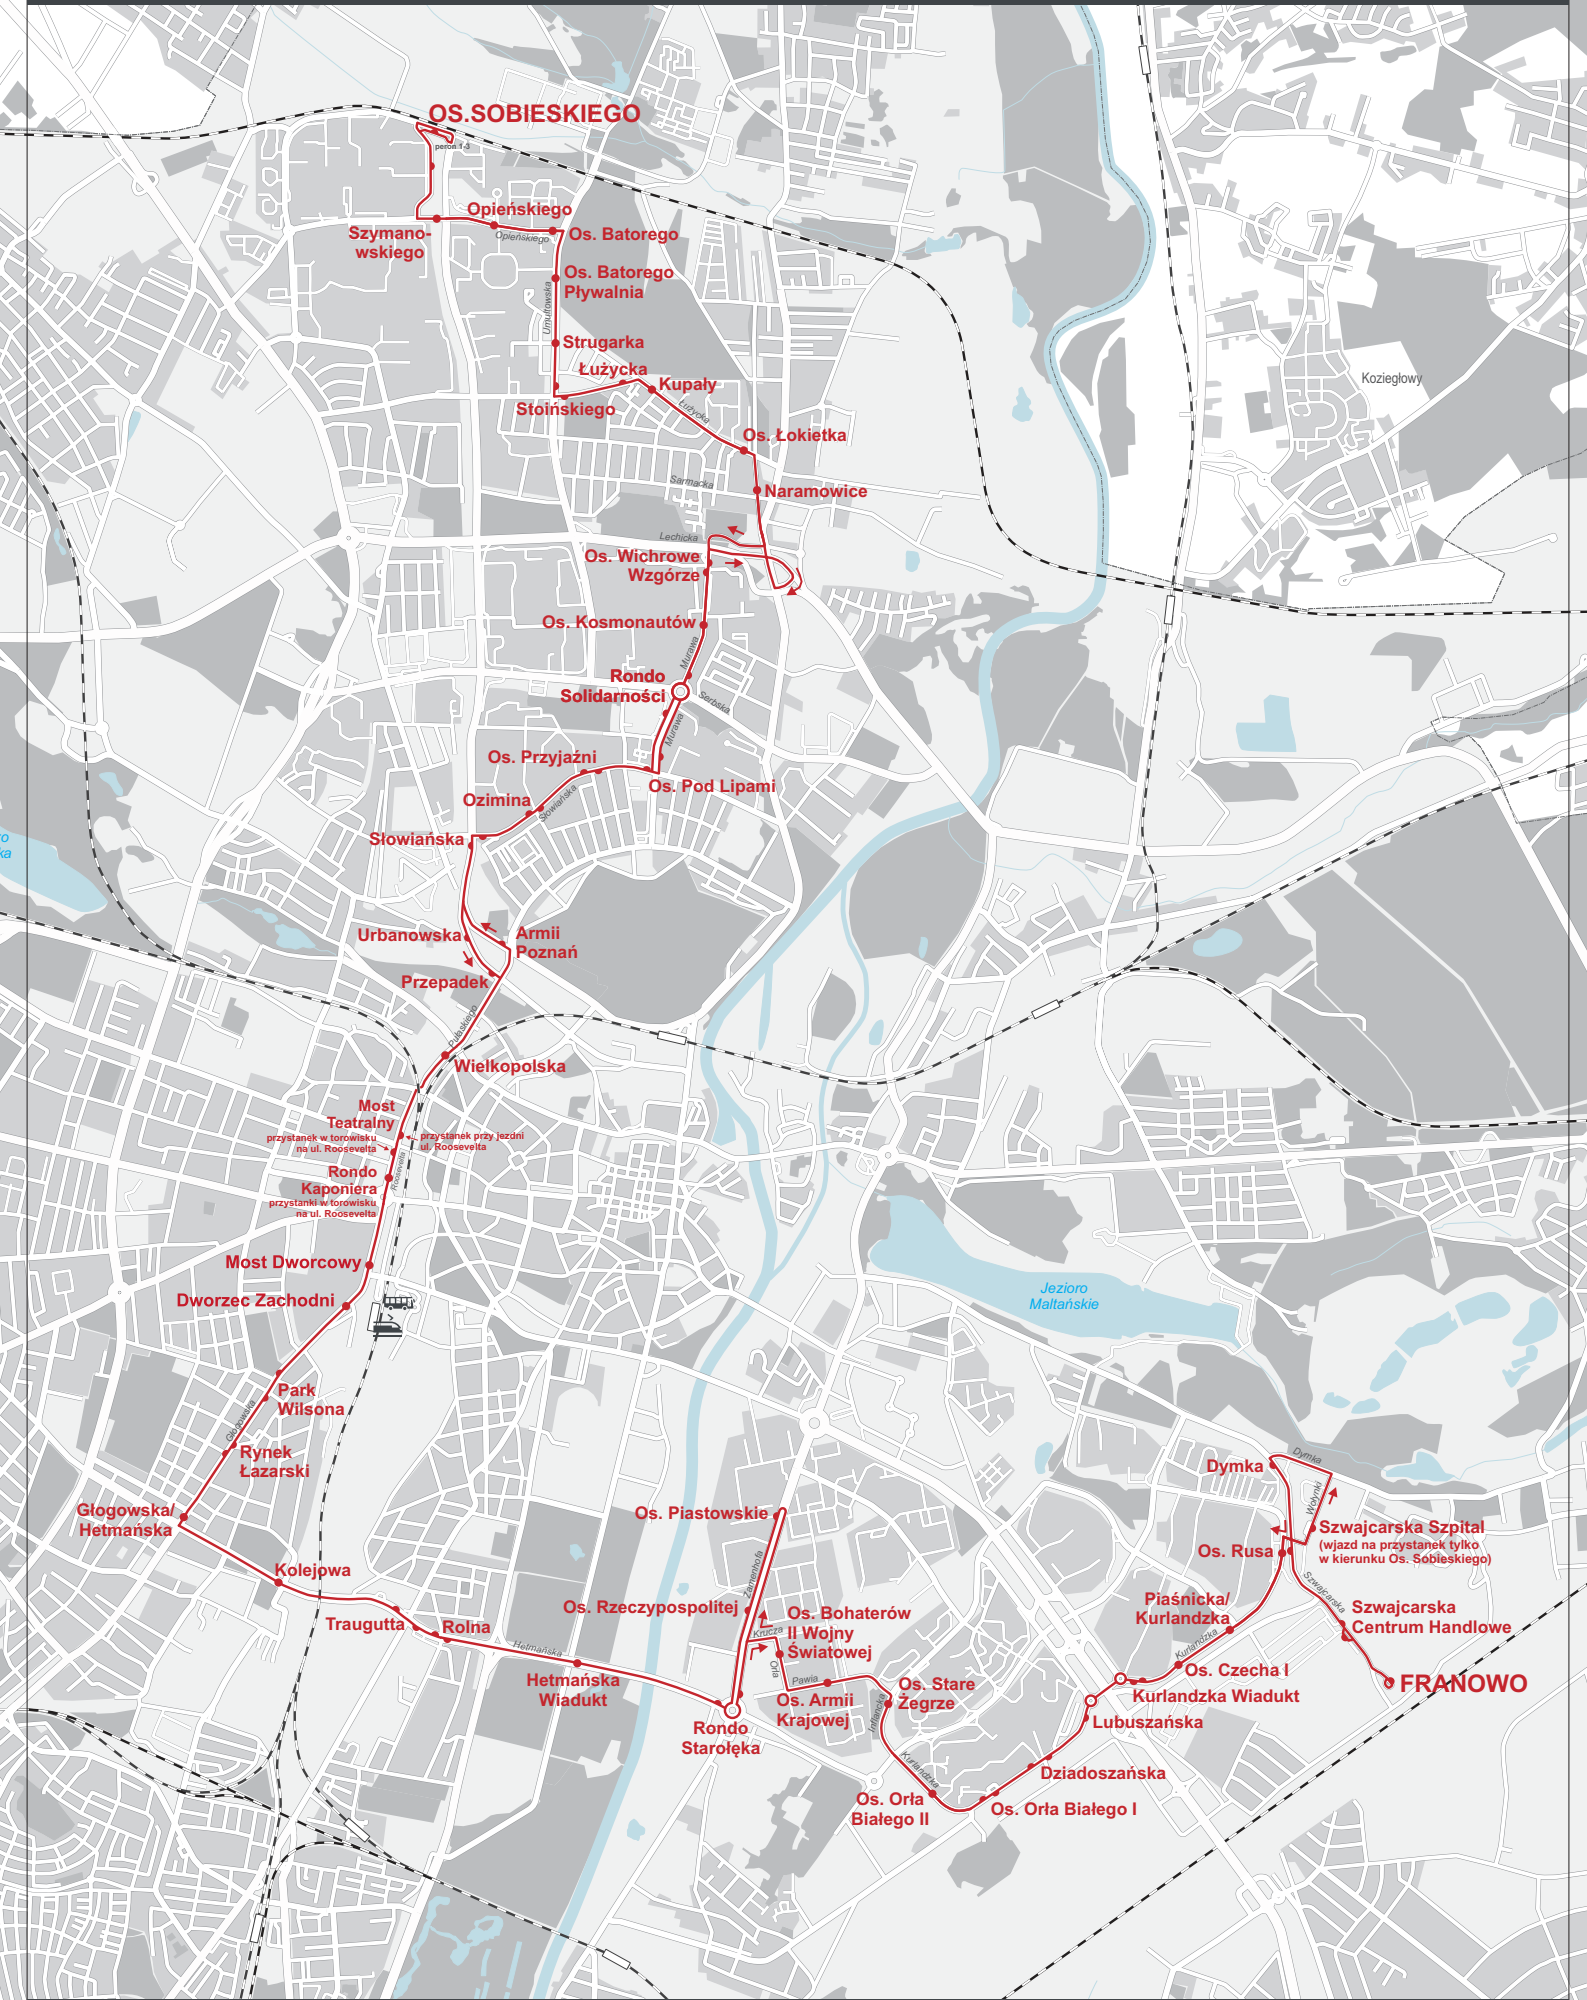 OS.SOBIESKIEGO
peron 1-3
Opieńskiego
Szymano-
wskiego
Opieńskiego
Os. Batorego
Os. Batorego
Pływalnia
Umultowska
Strugarka
Łużycka
Kupały
Koziegłowy
Stoińskiego
Łużycka
Os. Łokietka
Sarmacka
Naramowice
Lechicka
Os. Wichrowe
Wzgórze
Os. Kosmonautów
Murawa
Rondo
Solidarności
Serbska
Murawa
Os. Przyjaźni
Os. Pod Lipami
Ozimina
Słowiańska
Słowiańska
ro
ka
Urbanowska
Armii
Poznań
Przepadek
Pułaskiego
Wielkopolska
Most
Teatralny
przystanek w torowisku
na ul. Roosevelta
przystanek przy jezdni
ul. Roosevelta
Rondo
Kaponiera
przystanki w torowisku
na ul. Roosevelta
Roosevelta
Most Dworcowy
Dworzec Zachodni
Jezioro
Maltańskie
Park
Wilsona
Głogowska
Rynek
Łazarski
Głogowska/
Hetmańska
Kolejowa
Traugutta
Rolna
Hetmańska
Hetmańska
Wiadukt
Rondo
Starołęka
Os. Piastowskie
Zamenhofa
Os. Rzeczypospolitej
Krucza
Os. Bohaterów
II Wojny
Światowej
Orla
Pawia
Os. Armii
Krajowej
Os. Stare
Żegrze
Inflancka
Kurlandzka
Os. Orła
Białego II
Os. Orła Białego I
Dziadoszańska
Lubuszańska
Kurlandzka Wiadukt
Os. Czecha I
Kurlandzka
Piaśnicka/
Kurlandzka
Os. Rusa
Dymka
Dymka
Wołynki
Szwajcarska Szpital
(wjazd na przystanek tylko
w kierunku Os. Sobieskiego)
Szwajcarska
Szwajcarska
Centrum Handlowe
FRANOWO